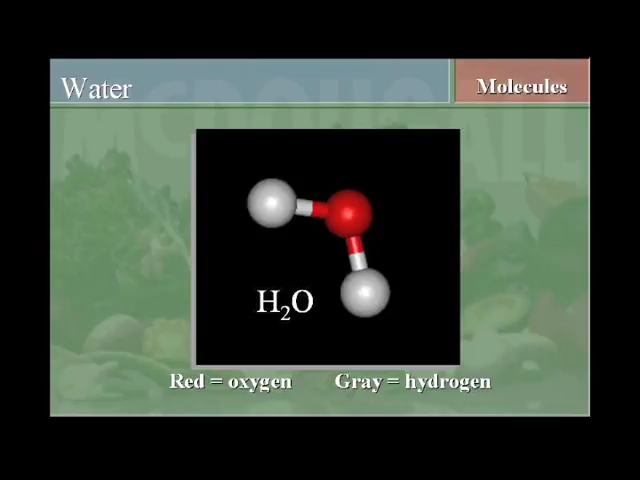 Water
Molecules
H₂O
Red = oxygen Gray = hydrogen